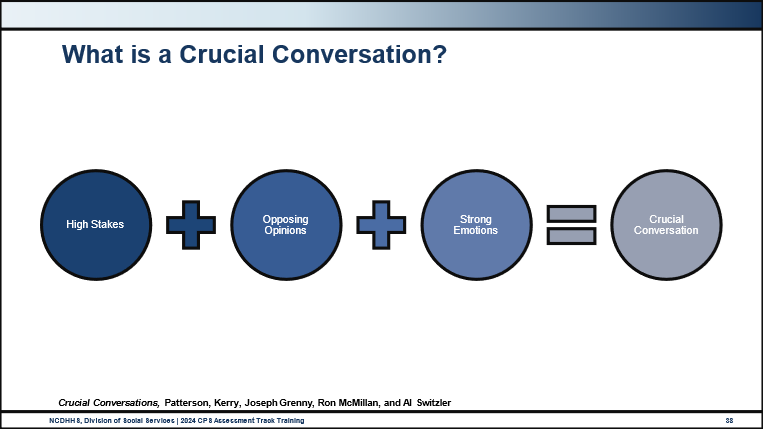 What is a Crucial Conversation?
High Stakes
Opposing
Opinions
Strong
Emotions
Crucial
Conversation
Crucial Conversations, Patterson, Kerry, Joseph Grenny, Ron McMillan, and Al Switzler
NCDHHS, Division of Social Services | 2024 CPS Assessment Track Training
38